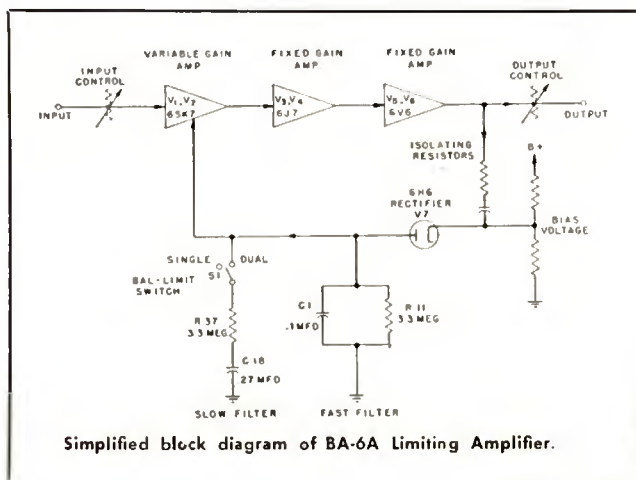 VARIABLE GAIN
AMP
FIXED GAIN
AMP
FIXED GAIN
AMP
INPUT
CONTROL
OUTPUT
CONTROL
V1, V2
6SK7
V3, V4
6J7
V5, V6
6V6
INPUT
OUTPUT
ISOLATING
RESISTORS
B+
6H6
RECTIFIER
V7
BIAS
VOLTAGE
SINGLE
DUAL
S1
BAL-LIMIT
SWITCH
R 37
3.3 MEG
C 18
.27 MFD
C1
.1 MFD
R 11
3.3 MEG
SLOW FILTER
FAST FILTER
Simplified block diagram of BA-6A Limiting Amplifier.